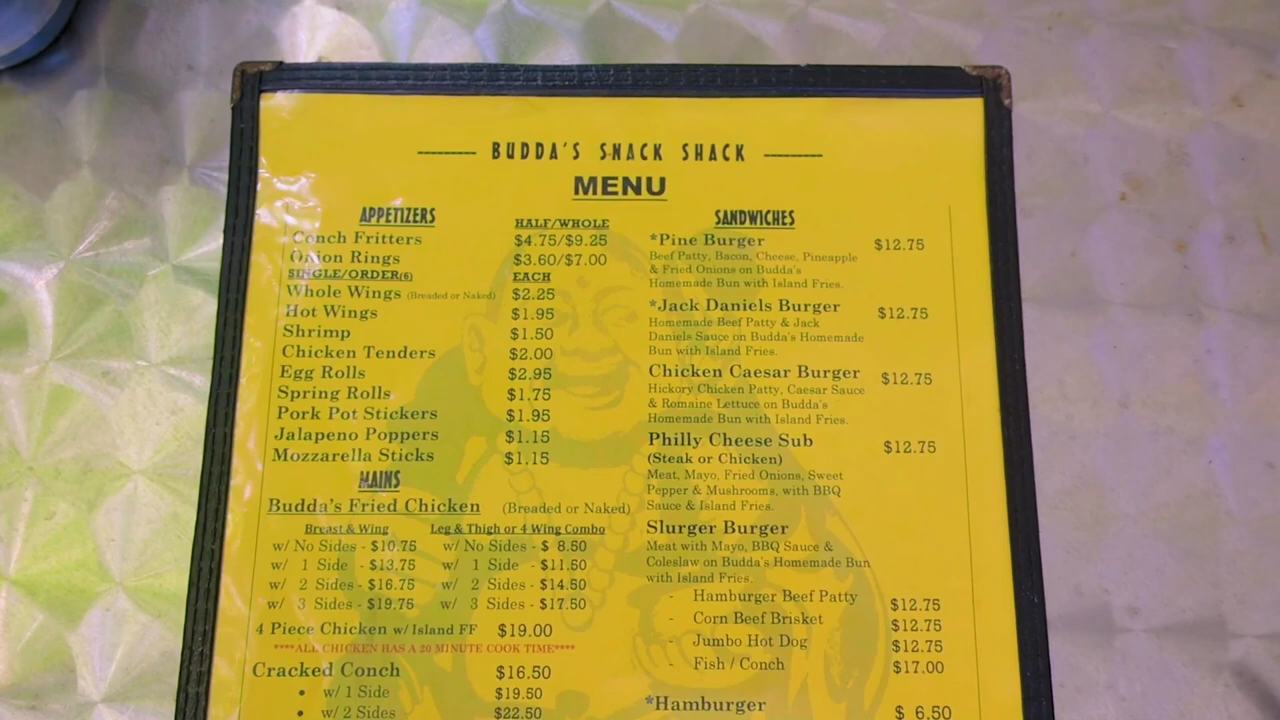 BUDDA'S SNACK SHACK
MENU
APPETIZERS
HALF/WHOLE
Conch Fritters $4.75/$9.25
Onion Rings $3.60/$7.00
SINGLE/ORDER(6) EACH
Whole Wings (Breaded or Naked) $2.25
Hot Wings $1.95
Shrimp $1.50
Chicken Tenders $2.00
Egg Rolls $2.95
Spring Rolls $1.75
Pork Pot Stickers $1.95
Jalapeno Poppers $1.15
Mozzarella Sticks $1.15
MAINS
Budda's Fried Chicken (Breaded or Naked)
Breast & Wing Leg & Thigh or 4 Wing Combo
w/ No Sides - $10.75 w/ No Sides - $ 8.50
w/ 1 Side - $13.75 w/ 1 Side - $11.50
w/ 2 Sides - $16.75 w/ 2 Sides - $14.50
w/ 3 Sides - $19.75 w/ 3 Sides - $17.50
4 Piece Chicken w/ Island FF $19.00
****ALL CHICKEN HAS A 20 MINUTE COOK TIME****
Cracked Conch $16.50
• w/ 1 Side $19.50
• w/ 2 Sides $22.50
SANDWICHES
*Pine Burger $12.75
Beef Patty, Bacon, Cheese, Pineapple
& Fried Onions on Budda's
Homemade Bun with Island Fries.
*Jack Daniels Burger $12.75
Homemade Beef Patty & Jack
Daniels Sauce on Budda's Homemade
Bun with Island Fries.
Chicken Caesar Burger $12.75
Hickory Chicken Patty, Caesar Sauce
& Romaine Lettuce on Budda's
Homemade Bun with Island Fries.
Philly Cheese Sub $12.75
(Steak or Chicken)
Meat, Mayo, Fried Onions, Sweet
Pepper & Mushrooms, with BBQ
Sauce & Island Fries.
Slurger Burger
Meat with Mayo, BBQ Sauce &
Coleslaw on Budda's Homemade Bun
with Island Fries.
- Hamburger Beef Patty $12.75
- Corn Beef Brisket $12.75
- Jumbo Hot Dog $12.75
- Fish / Conch $17.00
*Hamburger $ 6.50